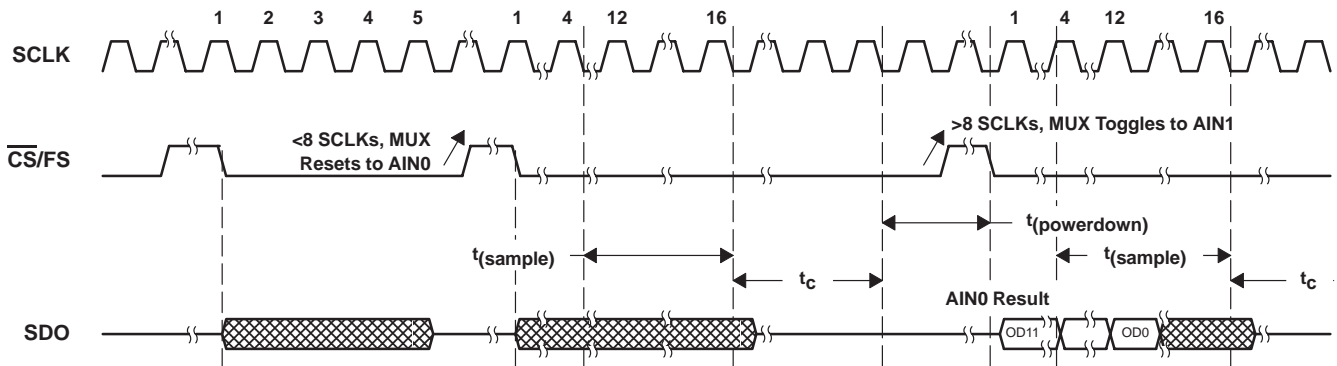 1 2 3 4 5 1 4 12 16 1 4 12 16
SCLK
<8 SCLKs, MUX
Resets to AIN0
>8 SCLKs, MUX Toggles to AIN1
CS/FS
t(powerdown)
t(sample)
t(sample)
tc
tc
AIN0 Result
SDO
OD11
OD0